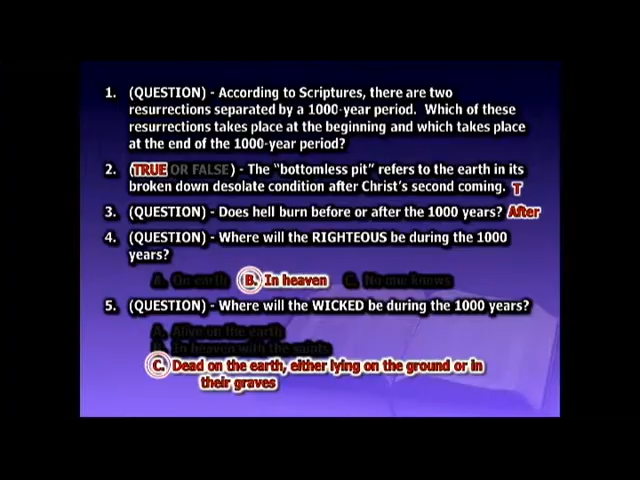 1. (QUESTION) - According to Scriptures, there are two
resurrections separated by a 1000-year period. Which of these
resurrections takes place at the beginning and which takes place
at the end of the 1000-year period?
2. (TRUE OR FALSE) - The "bottomless pit" refers to the earth in its
broken down desolate condition after Christ's second coming. T
3. (QUESTION) - Does hell burn before or after the 1000 years? After
4. (QUESTION) - Where will the RIGHTEOUS be during the 1000
years?
A. On earth B. In heaven C. No one knows
5. (QUESTION) - Where will the WICKED be during the 1000 years?
A. Alive on the earth
B. In heaven with the saints
C. Dead on the earth, either lying on the ground or in
their graves